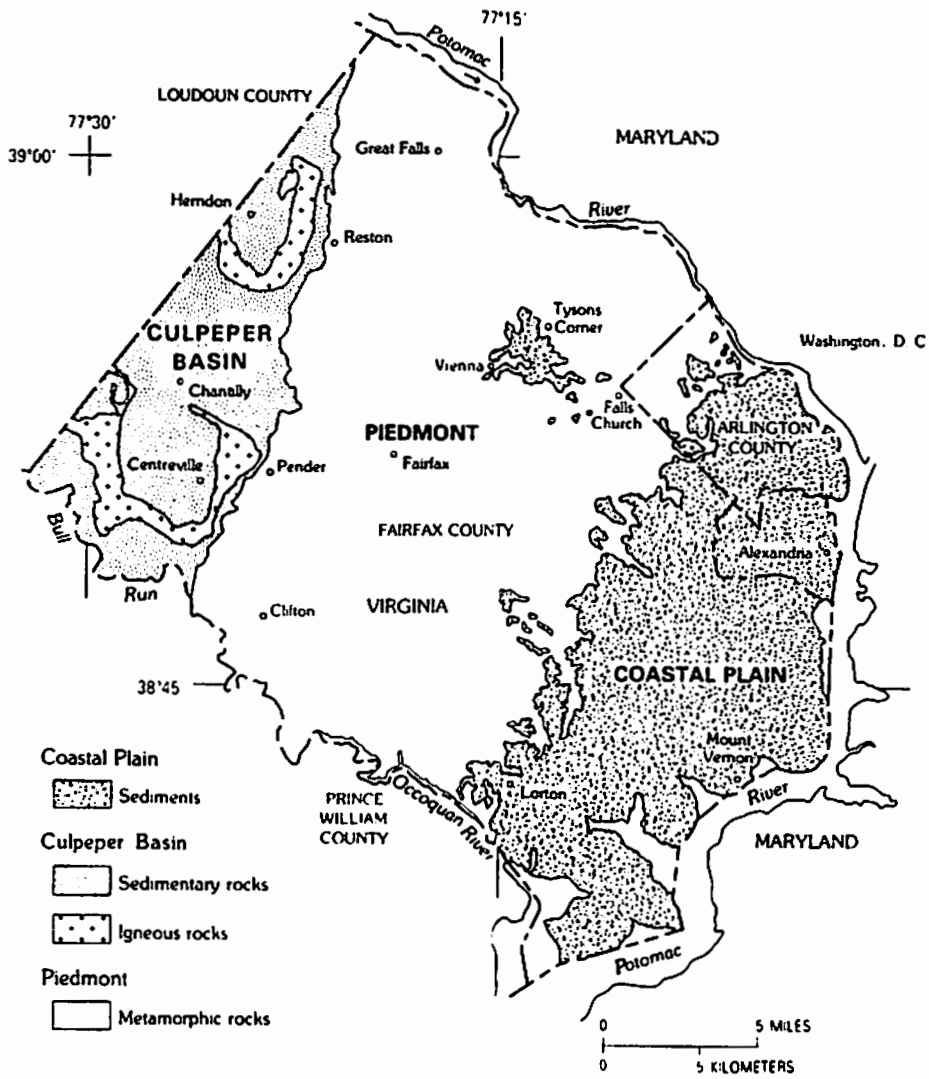 77°15'
Potomac
LOUDOUN COUNTY
77°30'
39°00'
MARYLAND
Great Falls
Herndon
River
Reston
Tysons
Corner
CULPEPER
BASIN
Washington. D C
Vienna
Chantilly
Falls
Church
ARLINGTON
COUNTY
PIEDMONT
Fairfax
Centreville
Pender
Bull
FAIRFAX COUNTY
Alexandria
Run
Clifton
VIRGINIA
COASTAL PLAIN
38°45
Mount
Vernon
Coastal Plain
Sediments
Lorton
River
PRINCE
WILLIAM
COUNTY
Occoquan River
MARYLAND
Culpeper Basin
Sedimentary rocks
Igneous rocks
Potomac
Piedmont
Metamorphic rocks
0 5 MILES
0 5 KILOMETERS